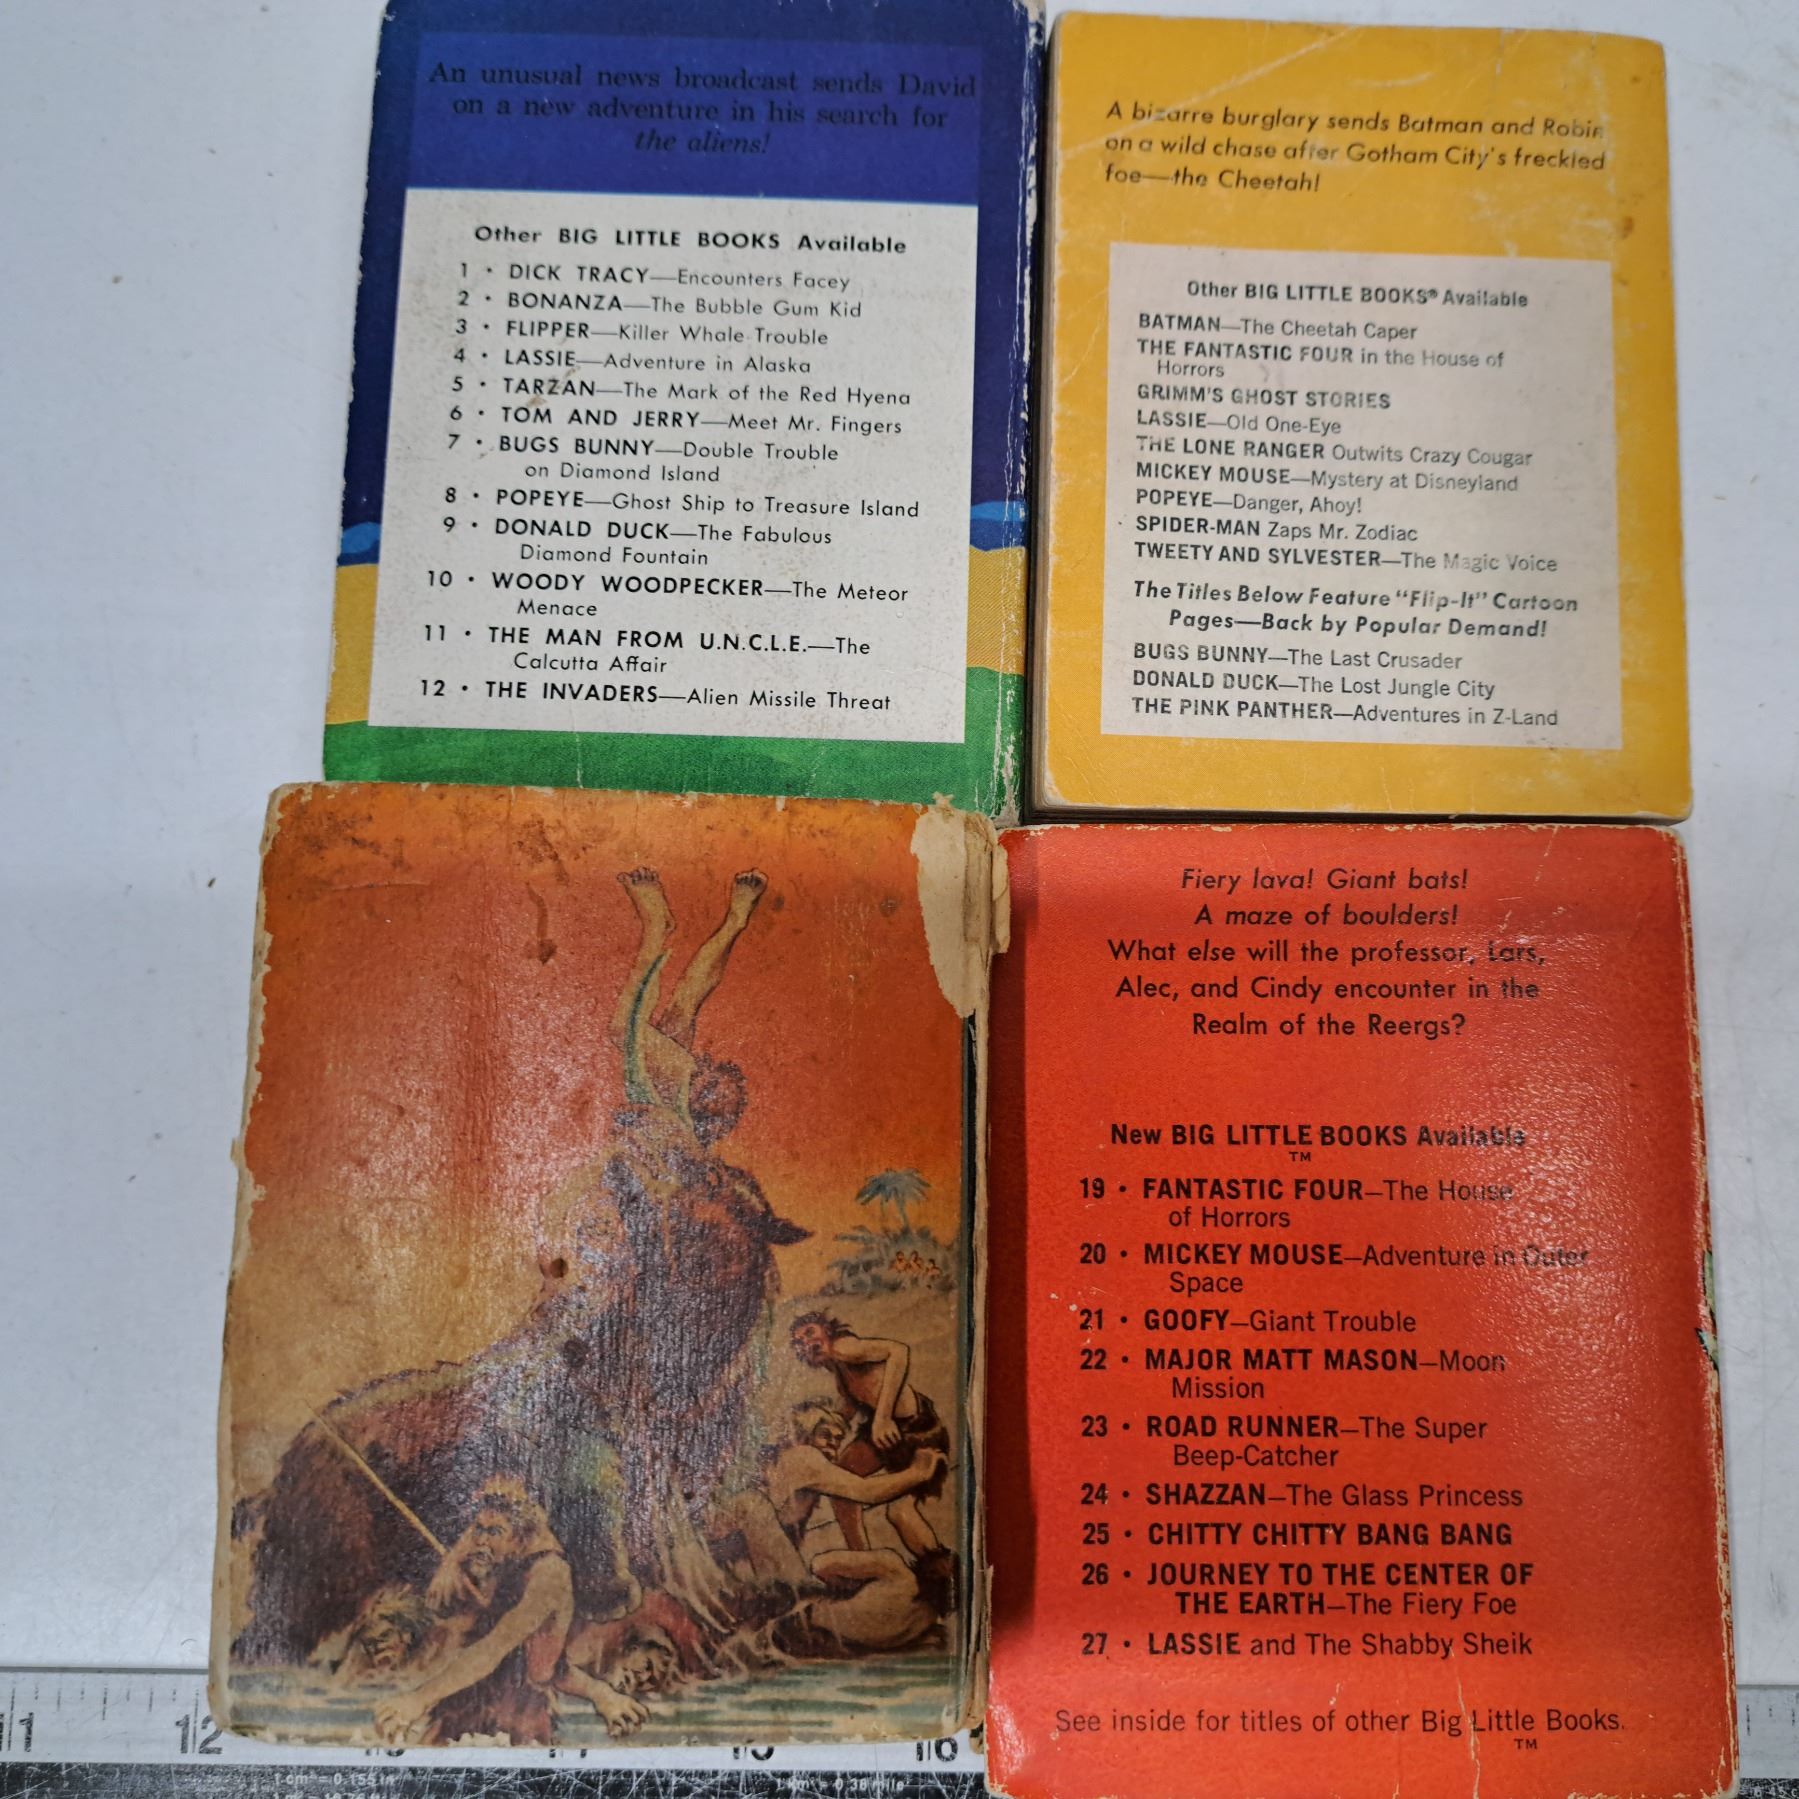 An unusual news broadcast sends David
on a new adventure in his search for
the aliens!
Other BIG LITTLE BOOKS Available
1 • DICK TRACY—Encounters Facey
2 • BONANZA—The Bubble Gum Kid
3 • FLIPPER—Killer Whale Trouble
4 • LASSIE—Adventure in Alaska
5 • TARZAN—The Mark of the Red Hyena
6 • TOM AND JERRY—Meet Mr. Fingers
7 • BUGS BUNNY—Double Trouble
on Diamond Island
8 • POPEYE—Ghost Ship to Treasure Island
9 • DONALD DUCK—The Fabulous
Diamond Fountain
10 • WOODY WOODPECKER—The Meteor
Menace
11 • THE MAN FROM U.N.C.L.E.—The
Calcutta Affair
12 • THE INVADERS—Alien Missile Threat
A bizarre burglary sends Batman and Robin
on a wild chase after Gotham City's freckled
foe—the Cheetah!
Other BIG LITTLE BOOKS® Available
BATMAN—The Cheetah Caper
THE FANTASTIC FOUR in the House of
Horrors
GRIMM'S GHOST STORIES
LASSIE—Old One-Eye
THE LONE RANGER Outwits Crazy Cougar
MICKEY MOUSE—Mystery at Disneyland
POPEYE—Danger, Ahoy!
SPIDER-MAN Zaps Mr. Zodiac
TWEETY AND SYLVESTER—The Magic Voice
The Titles Below Feature "Flip-It" Cartoon
Pages—Back by Popular Demand!
BUGS BUNNY—The Last Crusader
DONALD DUCK—The Lost Jungle City
THE PINK PANTHER—Adventures in Z-Land
Fiery lava! Giant bats!
A maze of boulders!
What else will the professor, Lars,
Alec, and Cindy encounter in the
Realm of the Reergs?
New BIG LITTLE BOOKS Available
TM
19 • FANTASTIC FOUR—The House
of Horrors
20 • MICKEY MOUSE—Adventure in Outer
Space
21 • GOOFY—Giant Trouble
22 • MAJOR MATT MASON—Moon
Mission
23 • ROAD RUNNER—The Super
Beep-Catcher
24 • SHAZZAN—The Glass Princess
25 • CHITTY CHITTY BANG BANG
26 • JOURNEY TO THE CENTER OF
THE EARTH—The Fiery Foe
27 • LASSIE and The Shabby Sheik
See inside for titles of other Big Little Books.
TM
11 12 16
1 cm² = 0.155 in